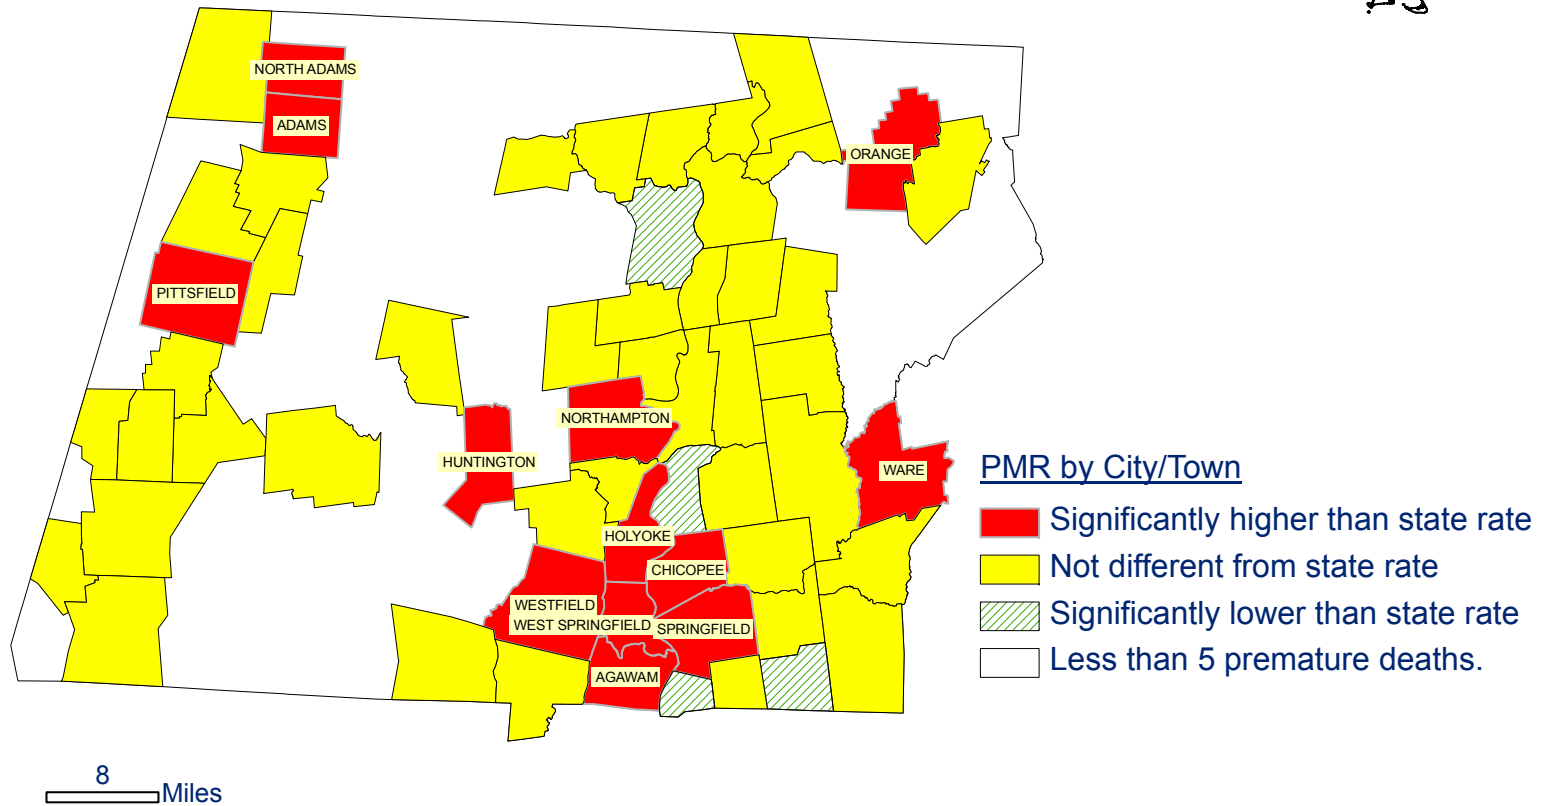 NORTH ADAMS
ADAMS
ORANGE
PITTSFIELD
NORTHAMPTON
HUNTINGTON
WARE
HOLYOKE
CHICOPEE
WESTFIELD
WEST SPRINGFIELD
SPRINGFIELD
AGAWAM
PMR by City/Town
Significantly higher than state rate
Not different from state rate
Significantly lower than state rate
Less than 5 premature deaths.
8
Miles